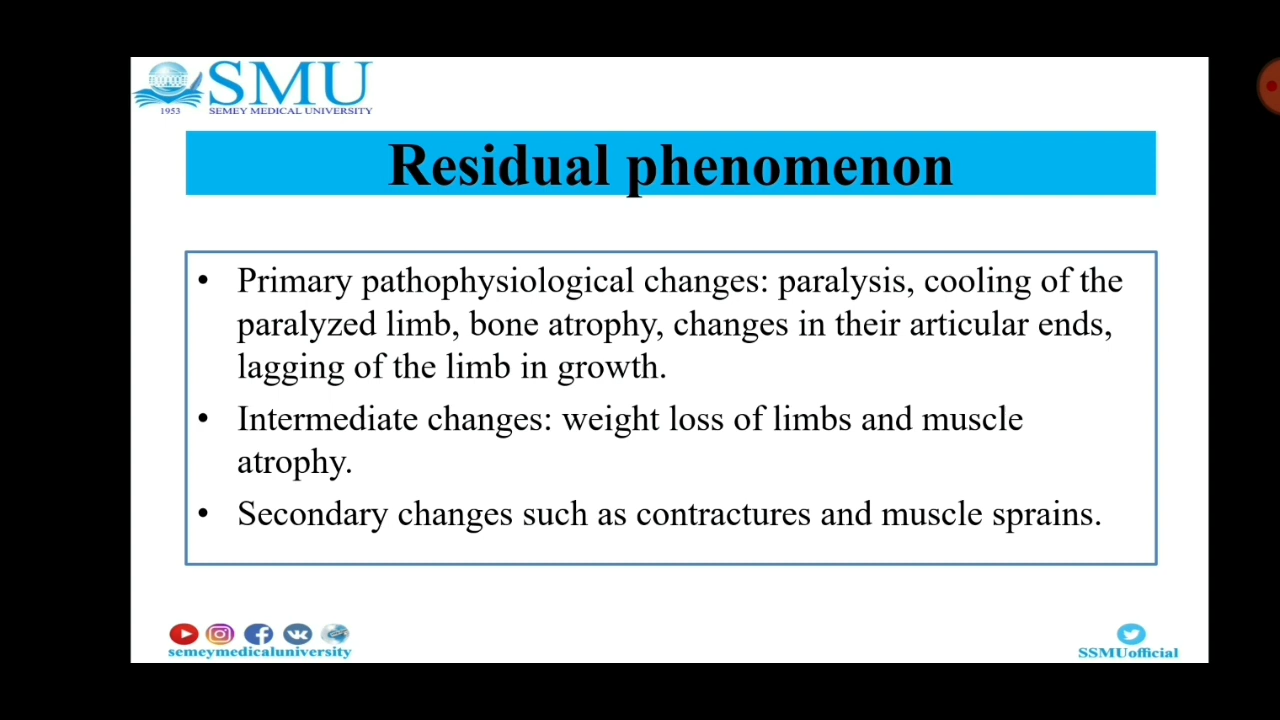 SMU
1953 SEMEY MEDICAL UNIVERSITY
Residual phenomenon
• Primary pathophysiological changes: paralysis, cooling of the
paralyzed limb, bone atrophy, changes in their articular ends,
lagging of the limb in growth.
• Intermediate changes: weight loss of limbs and muscle
atrophy.
• Secondary changes such as contractures and muscle sprains.
semeymedicaluniversity
SSMUofficial